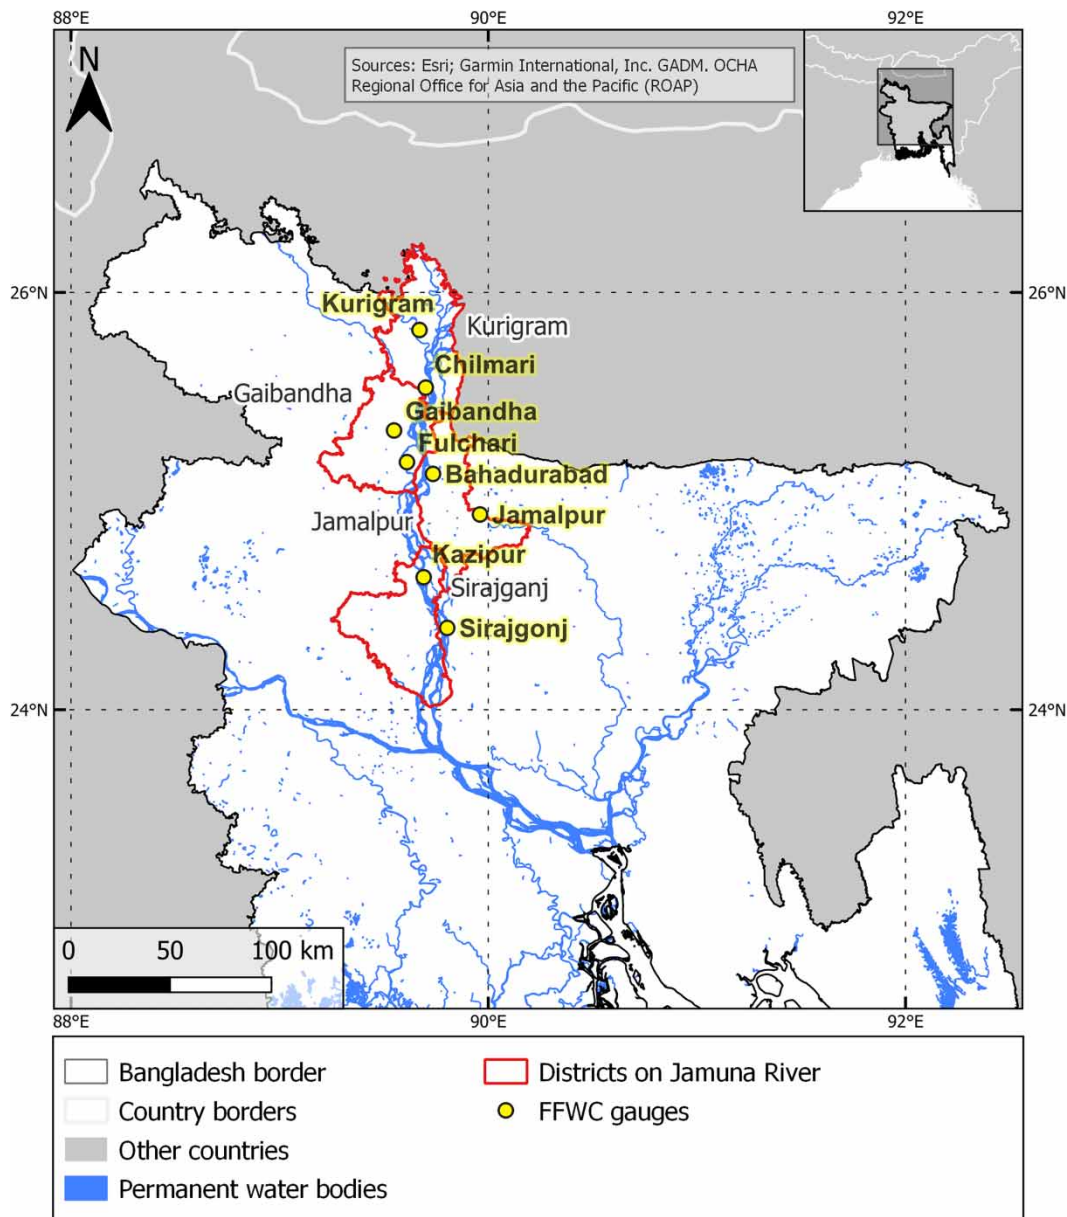 88°E
90°E
92°E
N
Sources: Esri; Garmin International, Inc. GADM. OCHA
Regional Office for Asia and the Pacific (ROAP)
26°N
26°N
Kurigram
Kurigram
Chilmari
Gaibandha
Gaibandha
Fulchari
Bahadurabad
Jamalpur
Jamalpur
Kazipur
Sirajganj
Sirajgonj
24°N
24°N
0 50 100 km
88°E
90°E
92°E
Bangladesh border
Country borders
Other countries
Permanent water bodies
Districts on Jamuna River
FFWC gauges